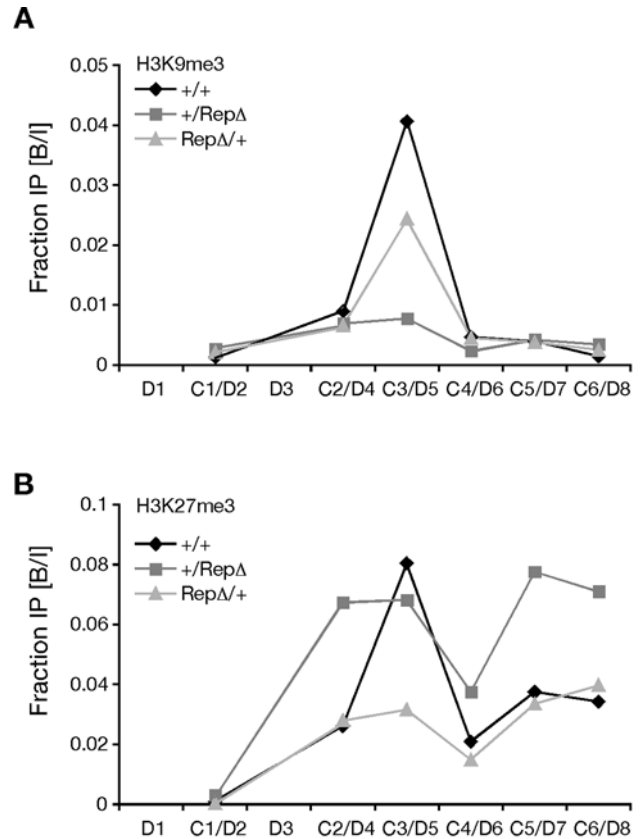 A
H3K9me3
+/+
+/RepΔ
RepΔ/+
Fraction IP [B/I]
0.05
0.04
0.03
0.02
0.01
0
D1 C1/D2 D3 C2/D4 C3/D5 C4/D6 C5/D7 C6/D8
B
H3K27me3
+/+
+/RepΔ
RepΔ/+
Fraction IP [B/I]
0.1
0.08
0.06
0.04
0.02
0
D1 C1/D2 D3 C2/D4 C3/D5 C4/D6 C5/D7 C6/D8